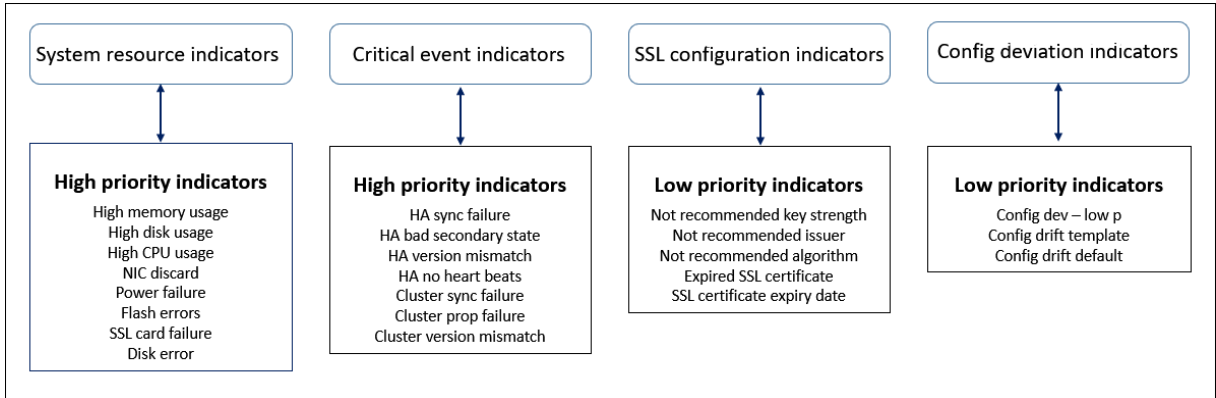 System resource indicators
High priority indicators
High memory usage
High disk usage
High CPU usage
NIC discard
Power failure
Flash errors
SSL card failure
Disk error
Critical event indicators
High priority indicators
HA sync failure
HA bad secondary state
HA version mismatch
HA no heart beats
Cluster sync failure
Cluster prop failure
Cluster version mismatch
SSL configuration indicators
Low priority indicators
Not recommended key strength
Not recommended issuer
Not recommended algorithm
Expired SSL certificate
SSL certificate expiry date
Config deviation indicators
Low priority indicators
Config dev – low p
Config drift template
Config drift default